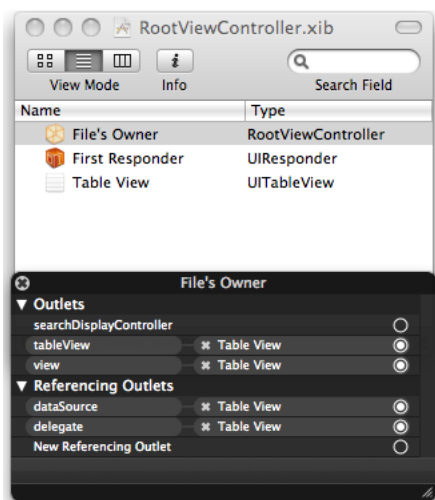 RootViewController.xib
View Mode Info Search Field
Name Type
File's Owner RootViewController
First Responder UIResponder
Table View UITableView
File's Owner
Outlets
searchDisplayController
tableView Table View
view Table View
Referencing Outlets
dataSource Table View
delegate Table View
New Referencing Outlet